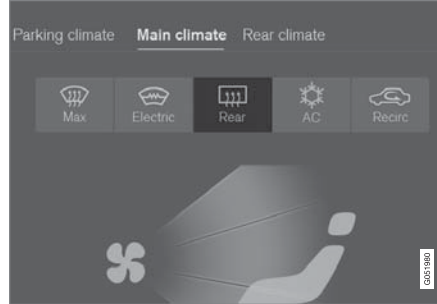 Parking climate Main climate Rear climate
Max Electric Rear AC Recirc
G051980